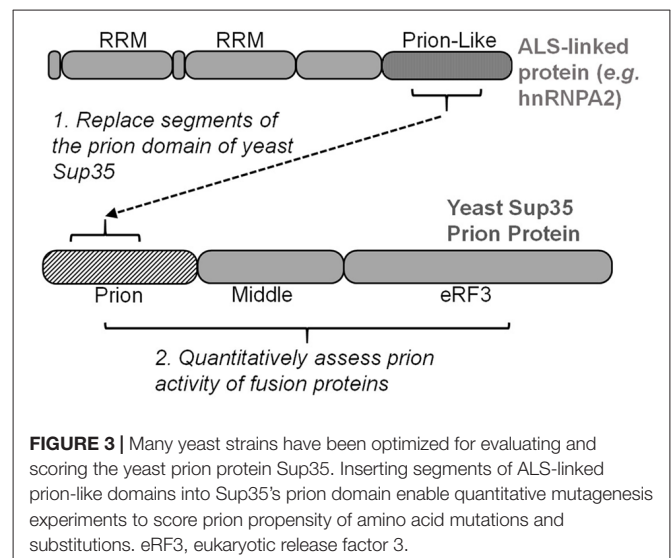 RRM
RRM
Prion-Like
ALS-linked
protein (e.g.
hnRNPA2)
1. Replace segments of
the prion domain of yeast
Sup35
Yeast Sup35
Prion Protein
Prion
Middle
eRF3
2. Quantitatively assess prion
activity of fusion proteins
FIGURE 3 | Many yeast strains have been optimized for evaluating and
scoring the yeast prion protein Sup35. Inserting segments of ALS-linked
prion-like domains into Sup35's prion domain enable quantitative mutagenesis
experiments to score prion propensity of amino acid mutations and
substitutions. eRF3, eukaryotic release factor 3.